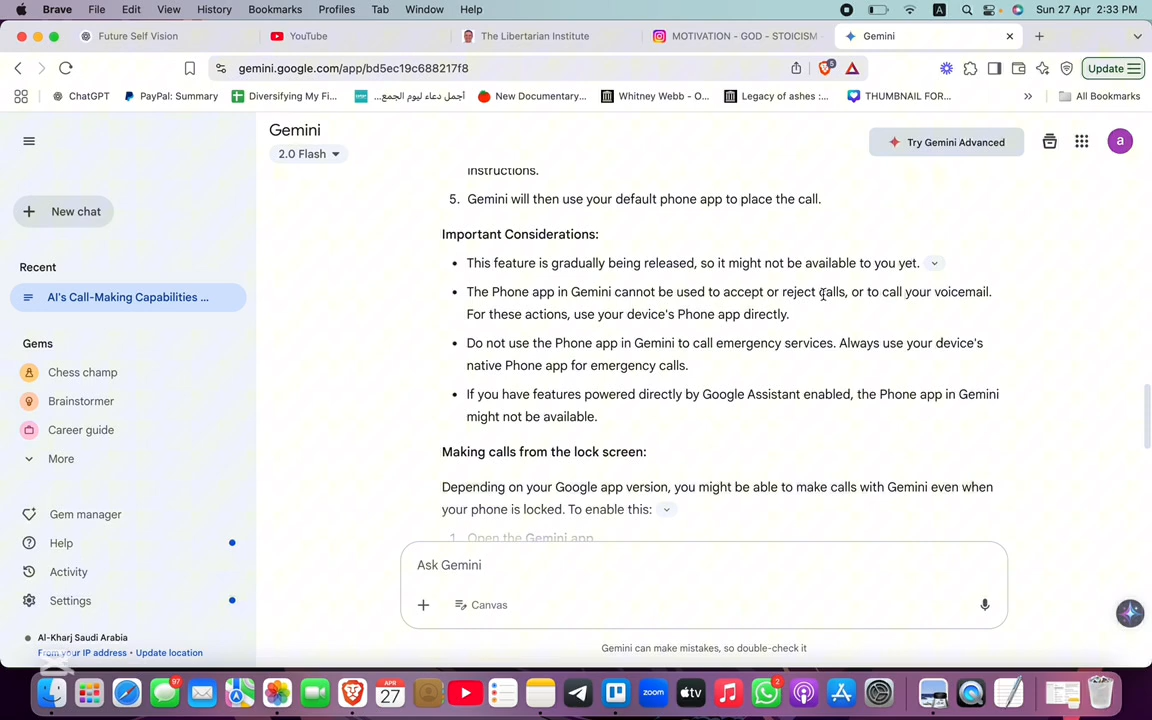 Brave File Edit View History Bookmarks Profiles Tab Window Help A Sun 27 Apr 2:33 PM
Future Self Vision YouTube The Libertarian Institute MOTIVATION - GOD - STOICISM Gemini
gemini.google.com/app/bd5ec19c688217f8 5 Update
ChatGPT PayPal: Summary Diversifying My Fi... أجمل دعاء ليوم الجمع... New Documentary... Whitney Webb - O... Legacy of ashes :... THUMBNAIL FOR... » All Bookmarks
Gemini
2.0 Flash
Try Gemini Advanced
a
New chat
Recent
AI's Call-Making Capabilities ...
Gems
Chess champ
Brainstormer
Career guide
More
Gem manager
Help
Activity
Settings
Al-Kharj Saudi Arabia
From your IP address • Update location
instructions.
5. Gemini will then use your default phone app to place the call.
Important Considerations:
• This feature is gradually being released, so it might not be available to you yet.
• The Phone app in Gemini cannot be used to accept or reject calls, or to call your voicemail.
For these actions, use your device's Phone app directly.
• Do not use the Phone app in Gemini to call emergency services. Always use your device's
native Phone app for emergency calls.
• If you have features powered directly by Google Assistant enabled, the Phone app in Gemini
might not be available.
Making calls from the lock screen:
Depending on your Google app version, you might be able to make calls with Gemini even when
your phone is locked. To enable this:
1. Open the Gemini app
Ask Gemini
Canvas
Gemini can make mistakes, so double-check it
97 APR 27 zoom tv 2